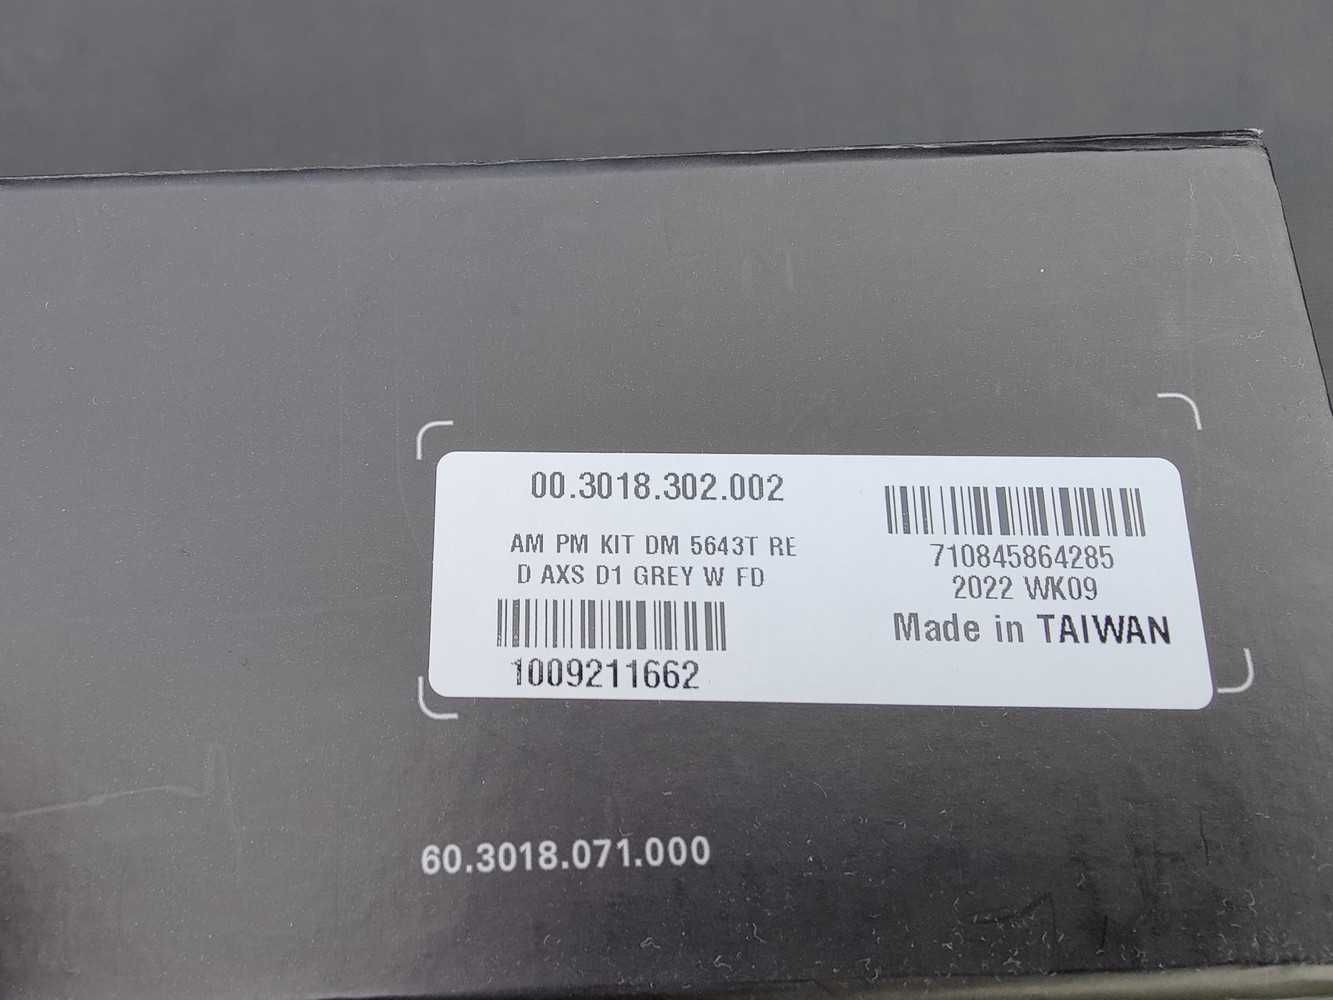 00.3018.302.002
AM PM KIT DM 5643T RE
D AXS D1 GREY W FD
1009211662
710845864285
2022 WK09
Made in TAIWAN
60.3018.071.000